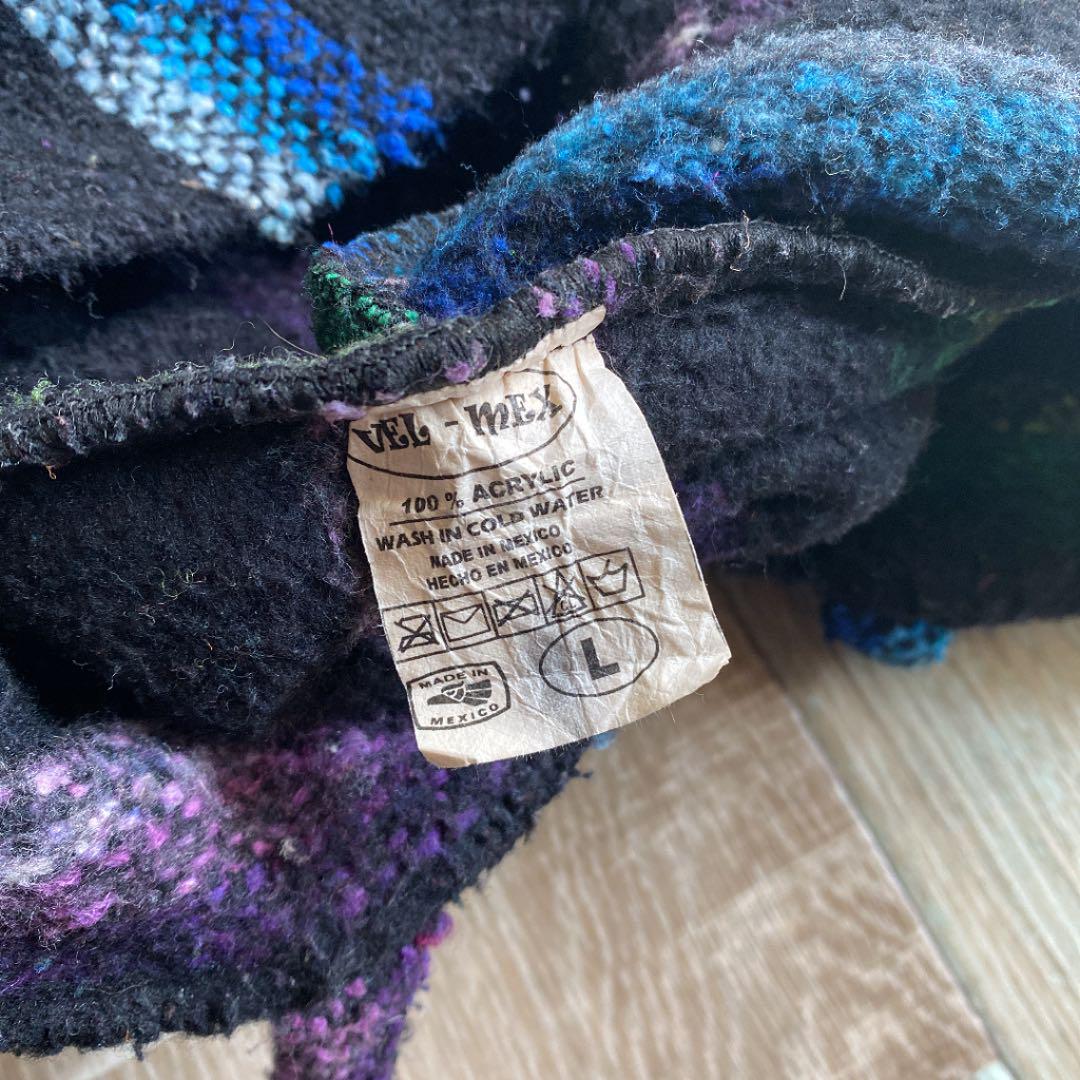 VEL - MEX
100 % ACRYLIC
WASH IN COLD WATER
MADE IN MEXICO
HECHO EN MEXICO
L
MADE IN
MEXICO